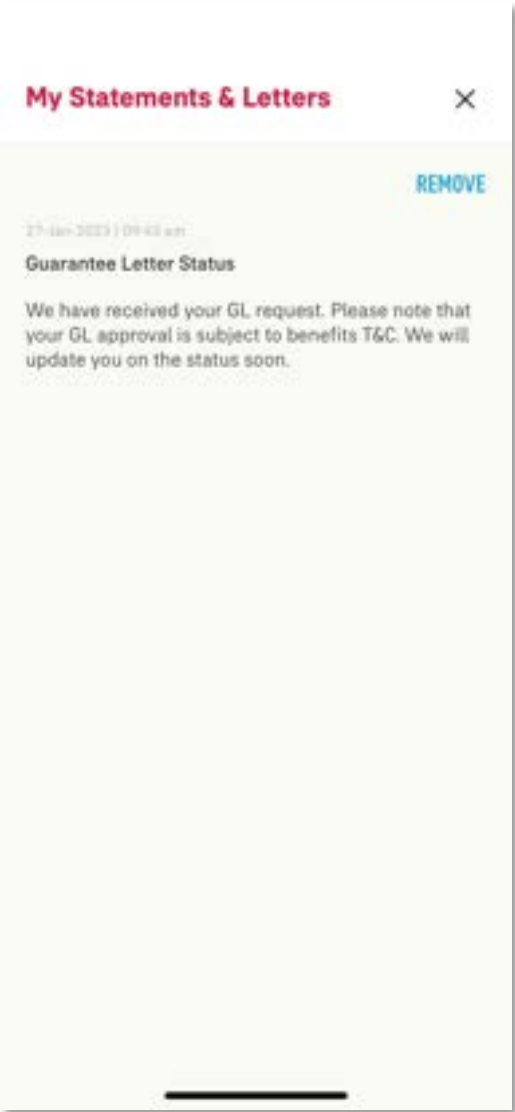 My Statements & Letters
REMOVE
Guarantee Letter Status
We have received your GL request. Please note that
your GL approval is subject to benefits T&C. We will
update you on the status soon.